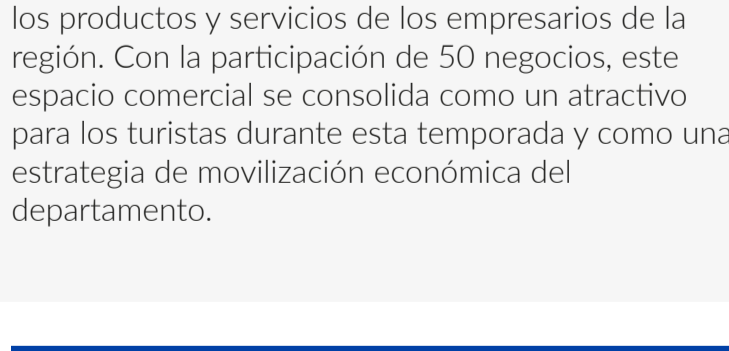 los productos y servicios de los empresarios de la
región. Con la participación de 50 negocios, este
espacio comercial se consolida como un atractivo
para los turistas durante esta temporada y como una
estrategia de movilización económica del
departamento.